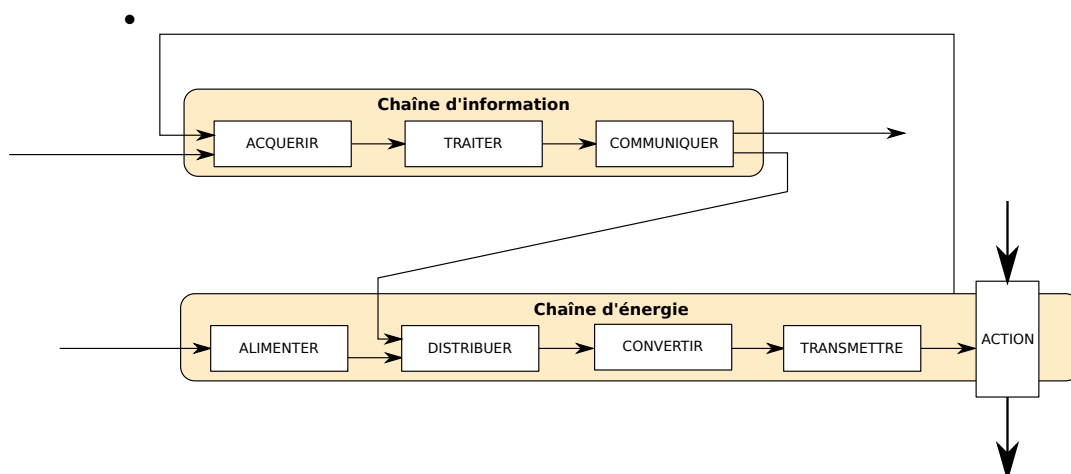 Chaîne d'information
ACQUERIR
TRAITER
COMMUNIQUER
Chaîne d'énergie
ALIMENTER
DISTRIBUER
CONVERTIR
TRANSMETTRE
ACTION